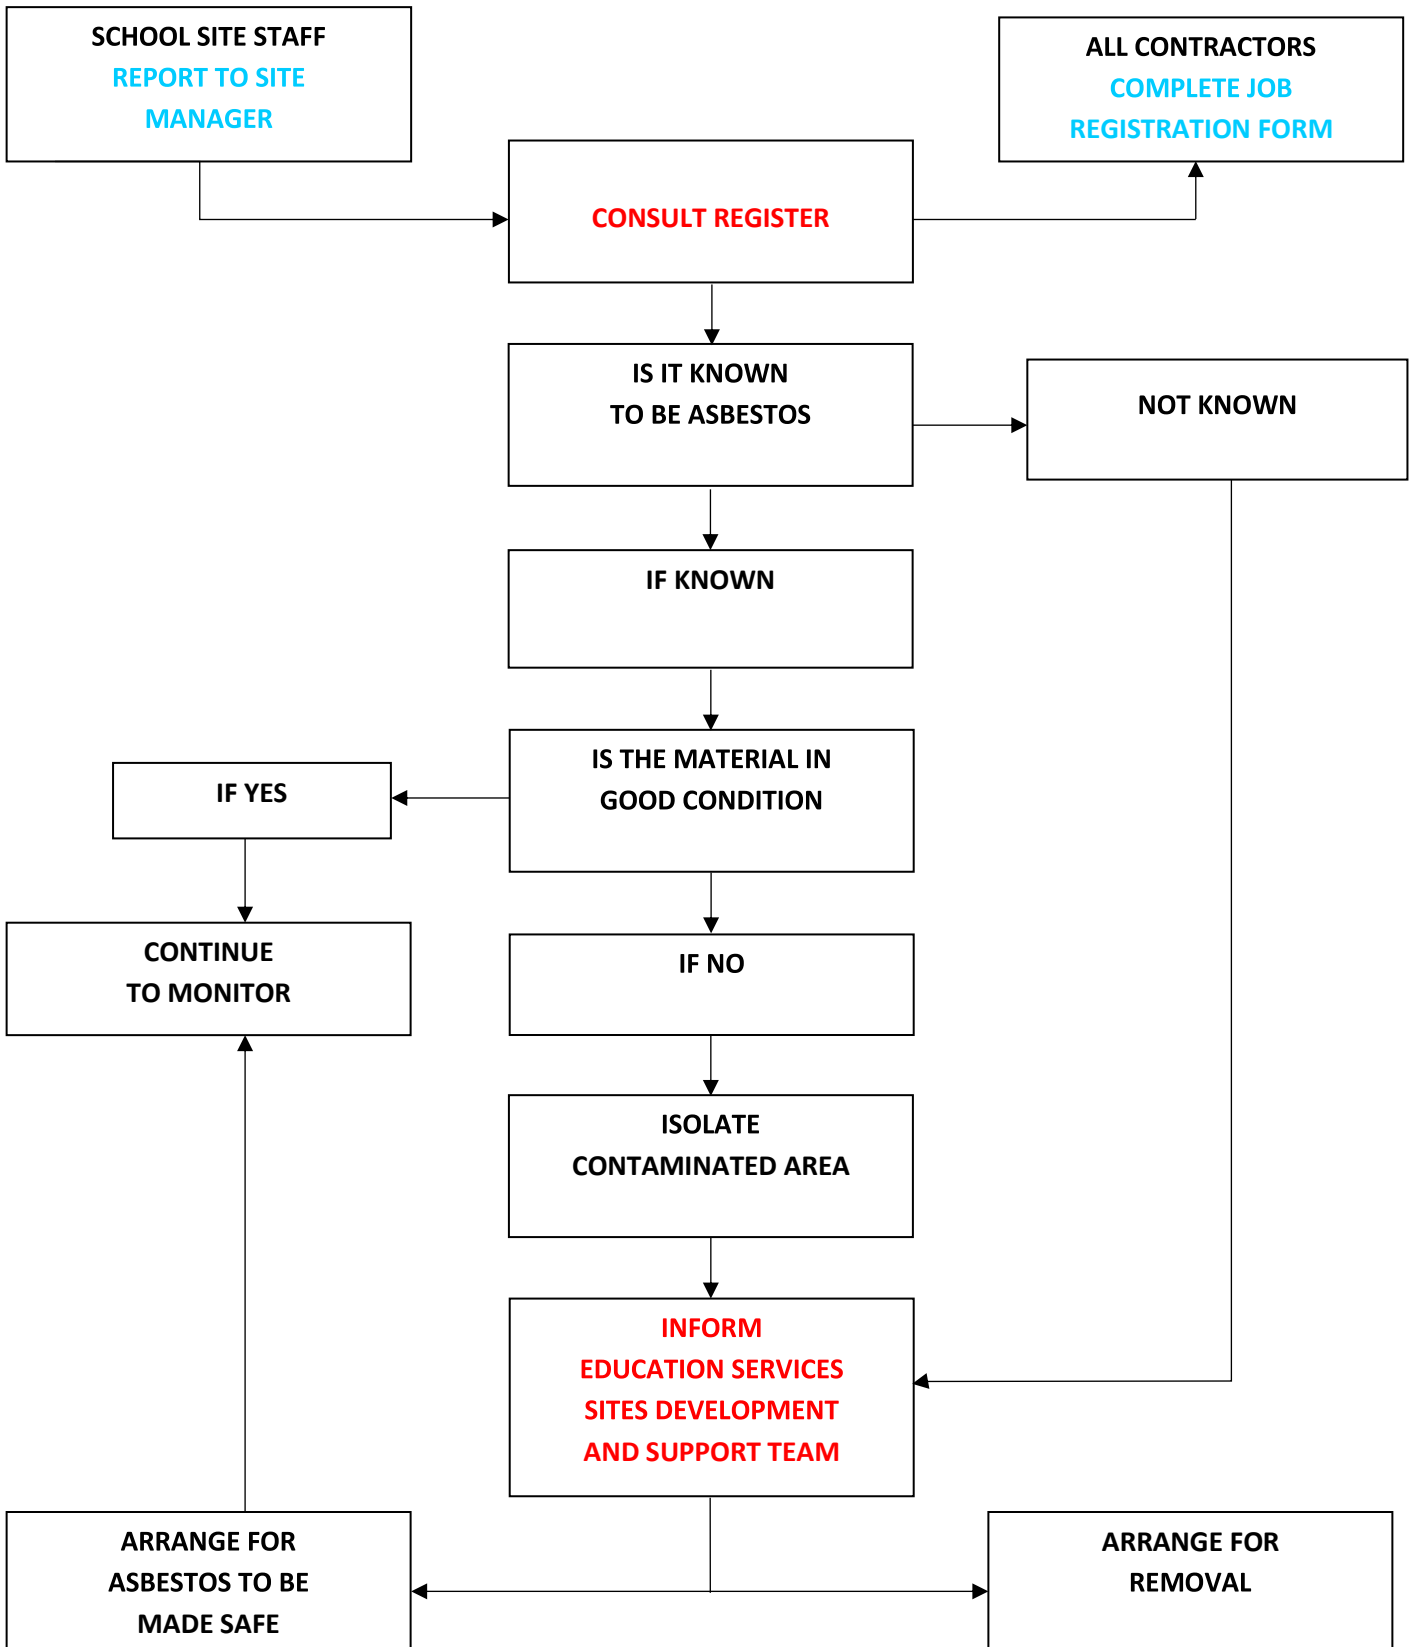 SCHOOL SITE STAFF
REPORT TO SITE
MANAGER
ALL CONTRACTORS
COMPLETE JOB
REGISTRATION FORM
CONSULT REGISTER
IS IT KNOWN
TO BE ASBESTOS
NOT KNOWN
IF KNOWN
IS THE MATERIAL IN
GOOD CONDITION
IF YES
CONTINUE
TO MONITOR
IF NO
ISOLATE
CONTAMINATED AREA
INFORM
EDUCATION SERVICES
SITES DEVELOPMENT
AND SUPPORT TEAM
ARRANGE FOR
ASBESTOS TO BE
MADE SAFE
ARRANGE FOR
REMOVAL